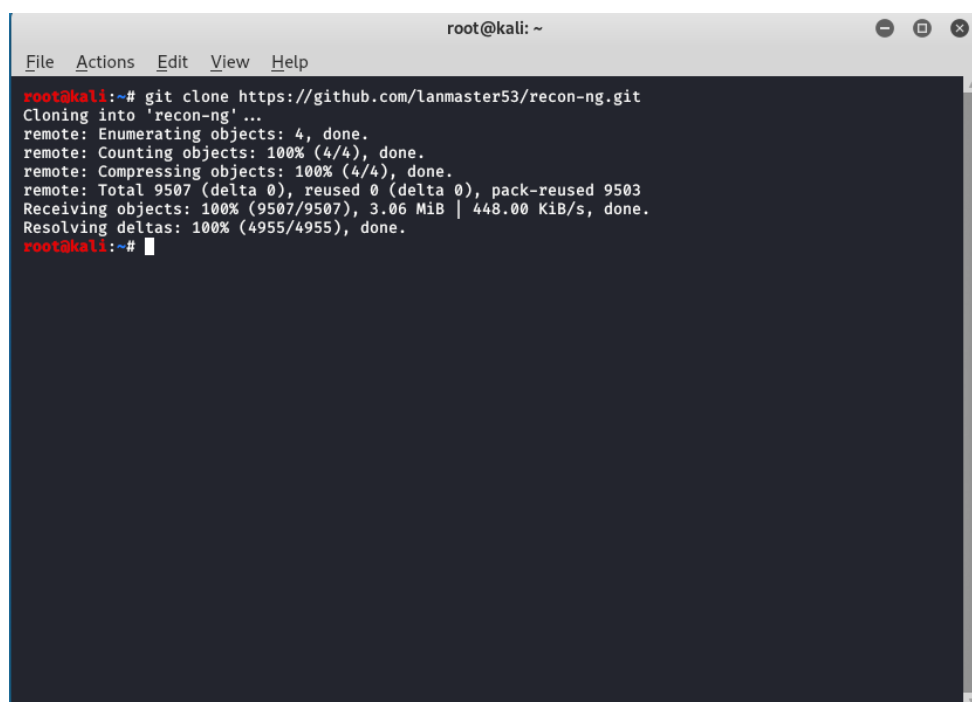 root@kali: ~
File Actions Edit View Help
root@kali:~# git clone https://github.com/lanmaster53/recon-ng.git
Cloning into 'recon-ng'...
remote: Enumerating objects: 4, done.
remote: Counting objects: 100% (4/4), done.
remote: Compressing objects: 100% (4/4), done.
remote: Total 9507 (delta 0), reused 0 (delta 0), pack-reused 9503
Receiving objects: 100% (9507/9507), 3.06 MiB | 448.00 KiB/s, done.
Resolving deltas: 100% (4955/4955), done.
root@kali:~#